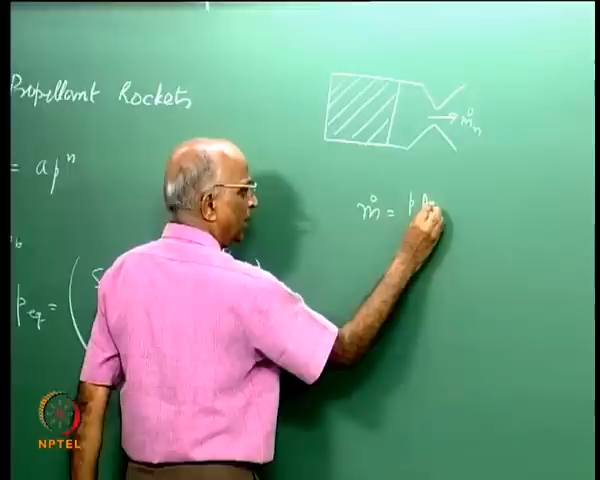 Propellant Rockets
= ap^n
ṁ_n
ṁ = p A
p_eq = (
NPTEL